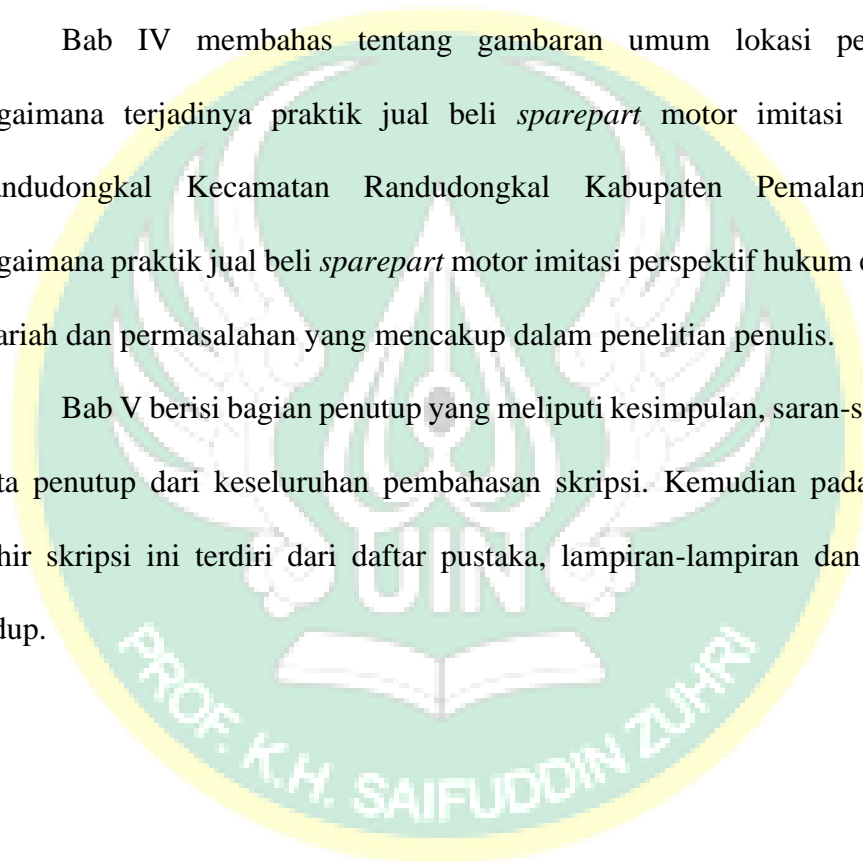 Bab IV membahas tentang gambaran umum lokasi pe
gaimana terjadinya praktik jual beli sparepart motor imitasi
ndudongkal Kecamatan Randudongkal Kabupaten Pemalan
gaimana praktik jual beli sparepart motor imitasi perspektif hukum
ariah dan permasalahan yang mencakup dalam penelitian penulis.
Bab V berisi bagian penutup yang meliputi kesimpulan, saran-s
ta penutup dari keseluruhan pembahasan skripsi. Kemudian pada
hir skripsi ini terdiri dari daftar pustaka, lampiran-lampiran dan
dup.
UIN
PROF. K.H. SAIFUDDIN ZUHRI